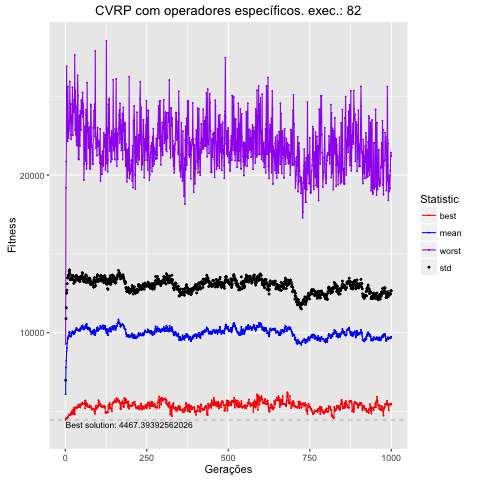 CVRP com operadores específicos. exec.: 82
Fitness
20000
10000
Best solution: 4467.39392562026
0
250
500
750
1000
Gerações
Statistic
best
mean
worst
std